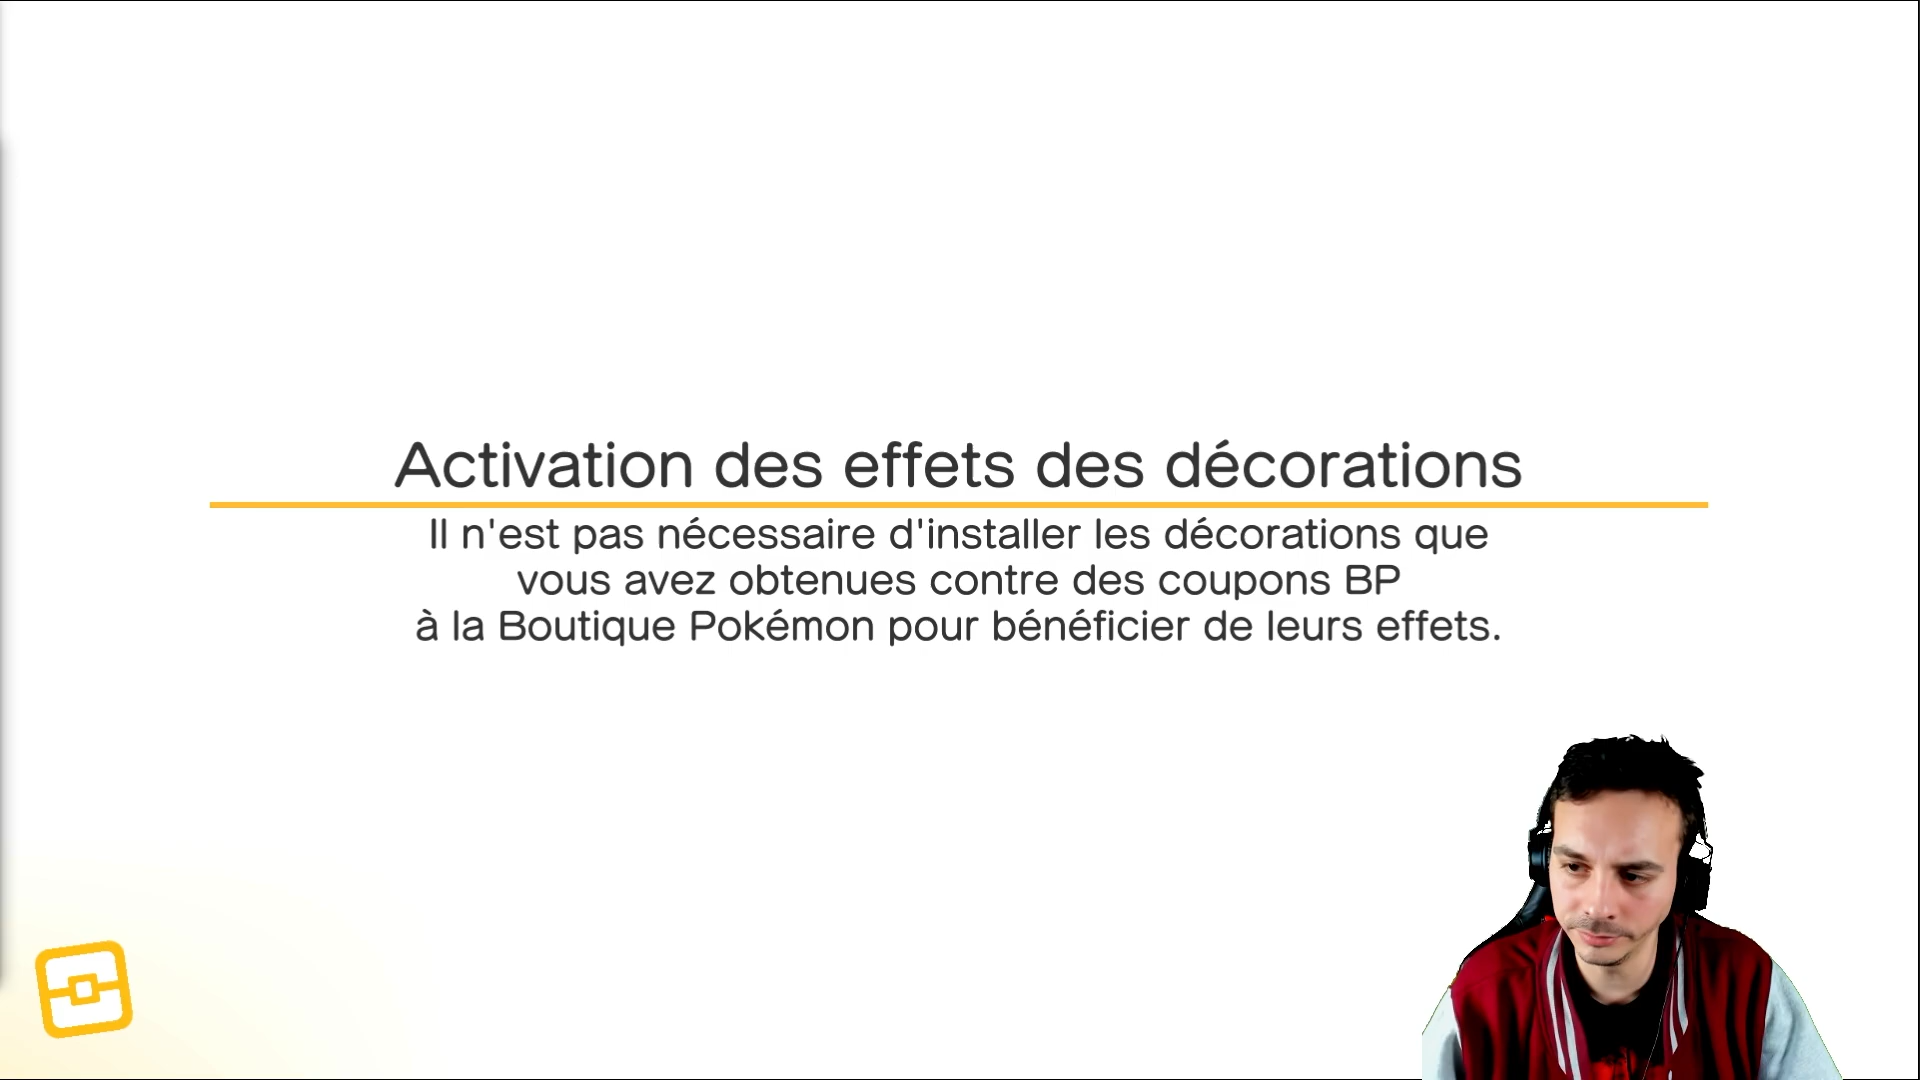 Activation des effets des décorations
Il n'est pas nécessaire d'installer les décorations que
vous avez obtenues contre des coupons BP
à la Boutique Pokémon pour bénéficier de leurs effets.